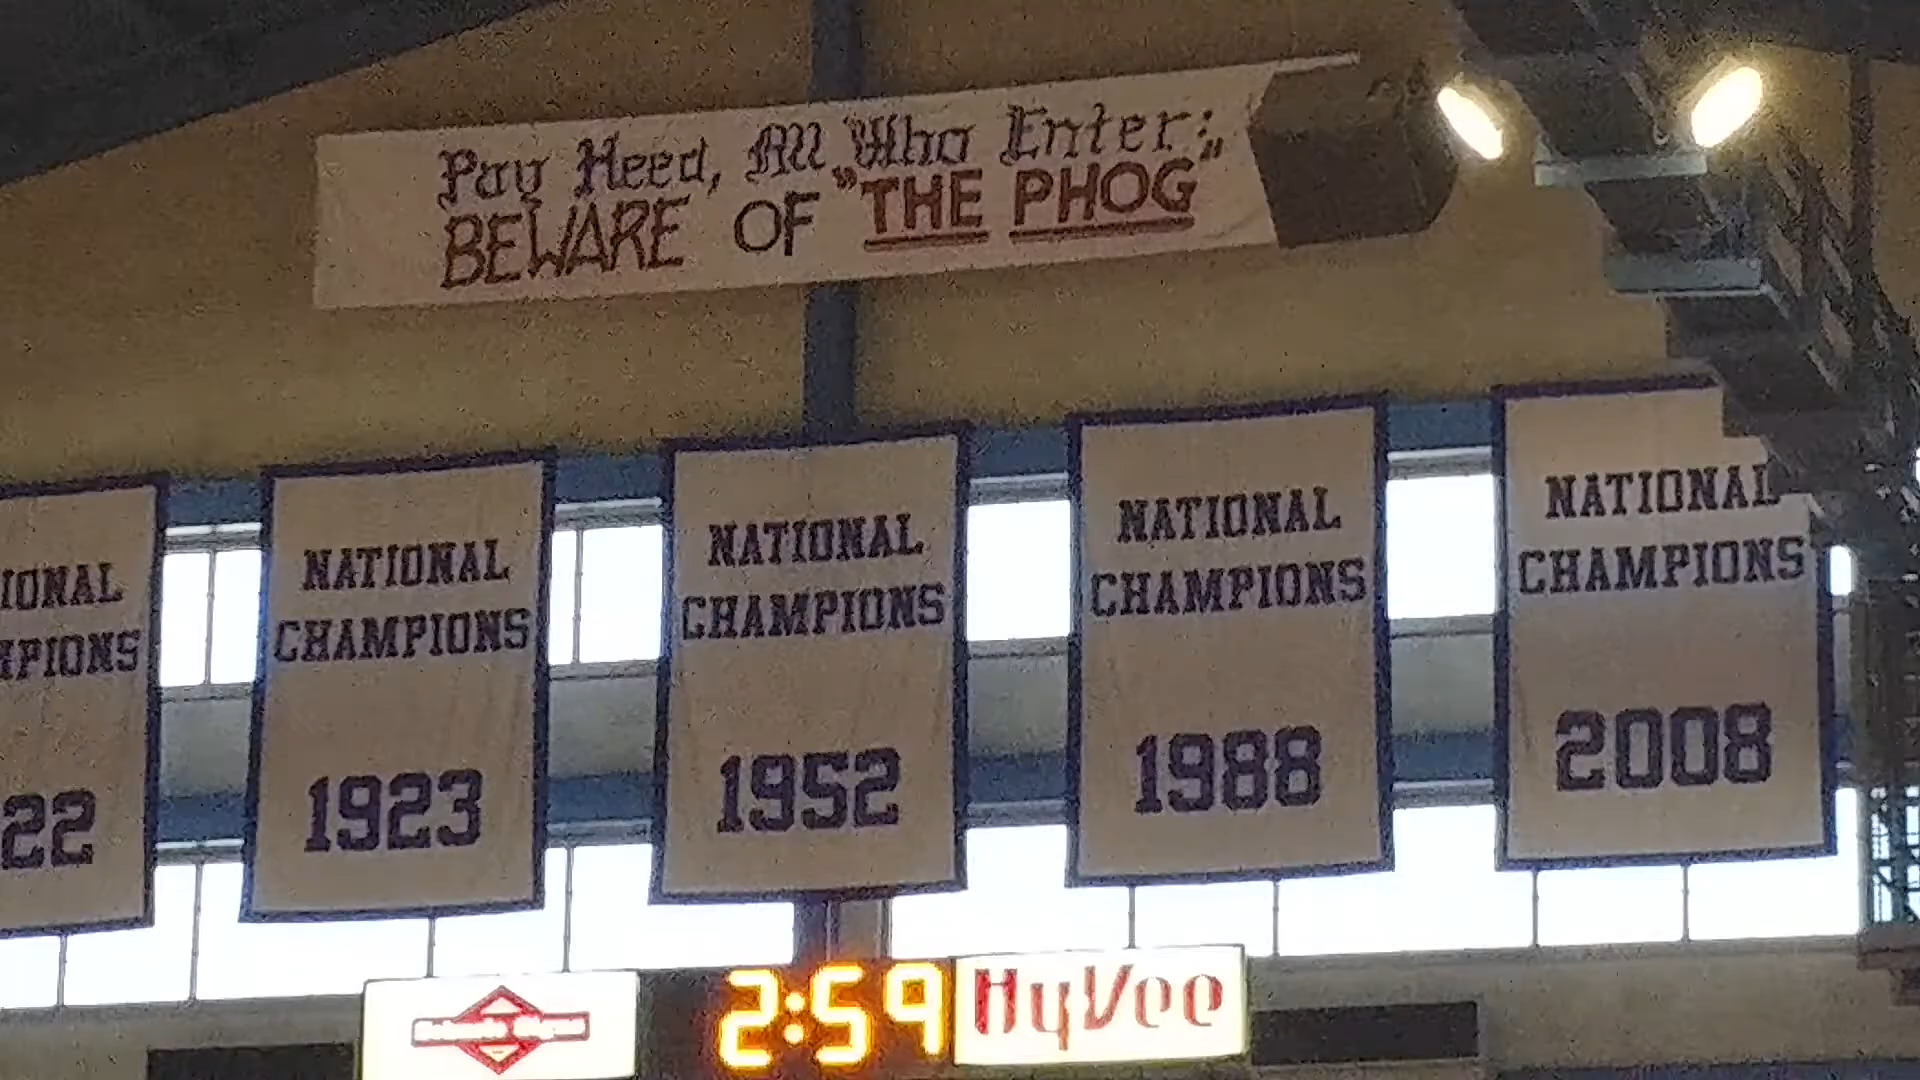 Pay Heed, All Who Enter:
BEWARE OF "THE PHOG"
IONAL
MPIONS
22
NATIONAL
CHAMPIONS
1923
NATIONAL
CHAMPIONS
1952
NATIONAL
CHAMPIONS
1988
NATIONAL
CHAMPIONS
2008
2:59
HyVee